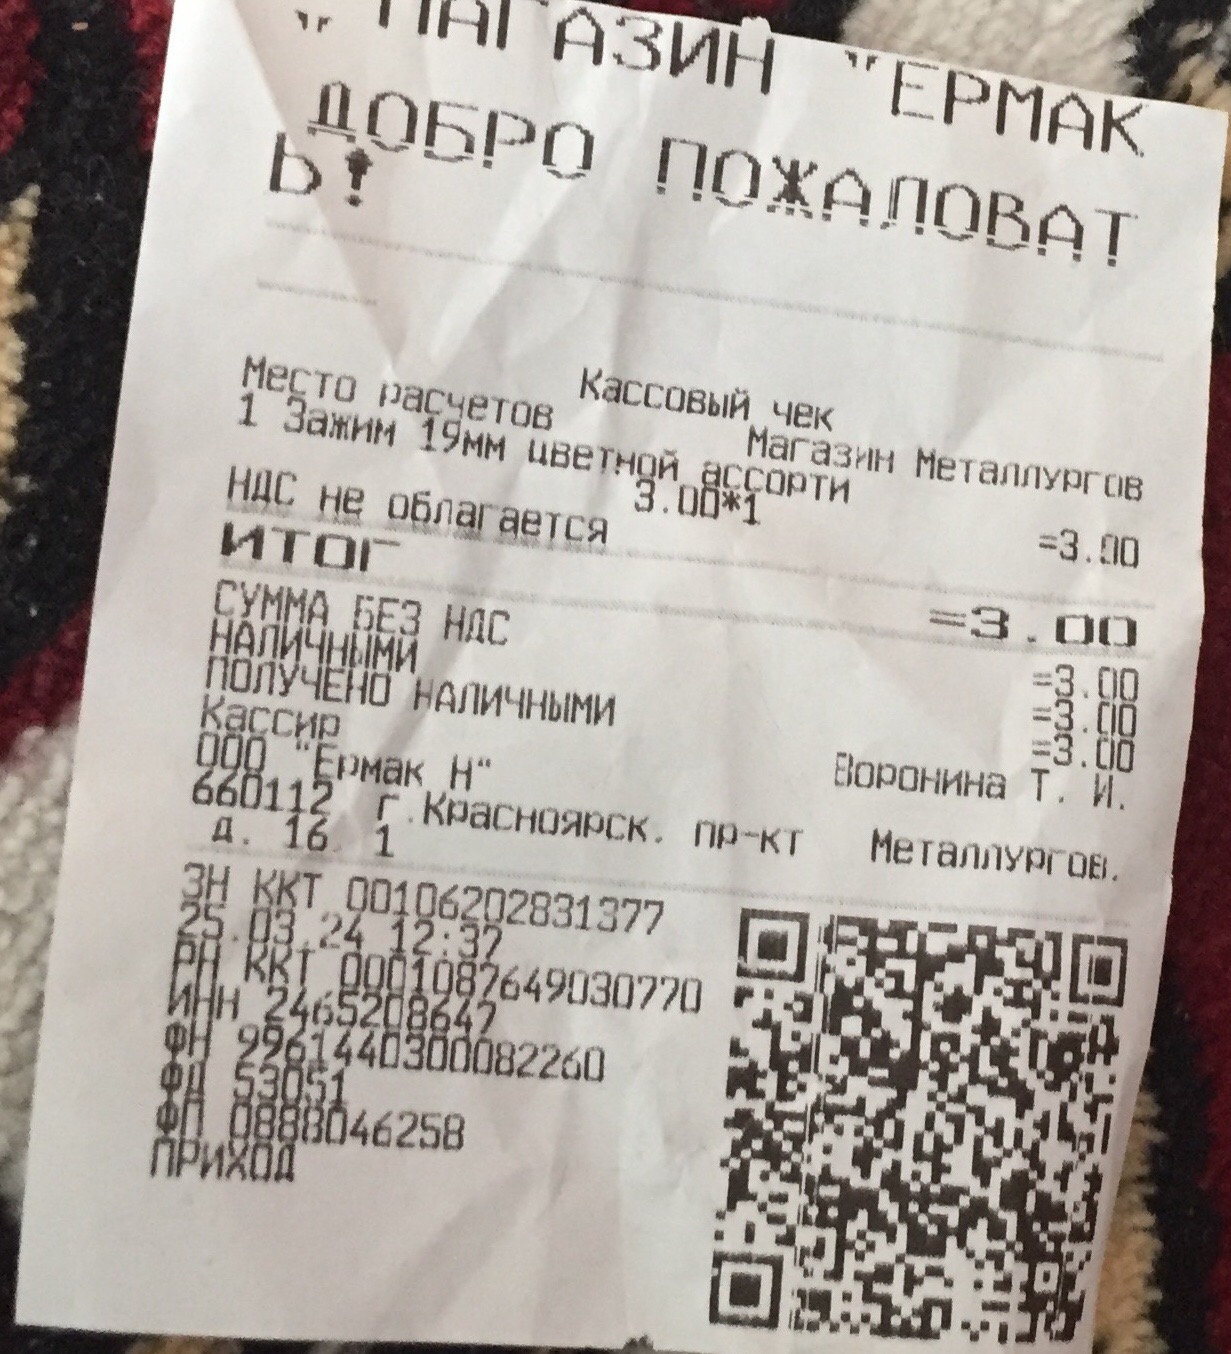 " МАГАЗИН "ЕРМАК
ДОБРО ПОЖАЛОВАТ
Ь!
Кассовый чек
Место расчетов Магазин Металлургов
1 Зажим 19мм цветной ассорти
3.00*1
НДС не облагается =3.00
ИТОГ =3.00
СУММА БЕЗ НДС =3.00
НАЛИЧНЫМИ =3.00
ПОЛУЧЕНО НАЛИЧНЫМИ =3.00
Кассир Воронина Т. И.
ООО "Ермак Н"
660112 г.Красноярск. пр-кт Металлургов.
д. 16 1
ЗН ККТ 00106202831377
25.03.24 12:37
РН ККТ 0001087649030770
ИНН 2465208647
ФН 9961440300082260
ФД 53051
ФП 0888046258
ПРИХОД